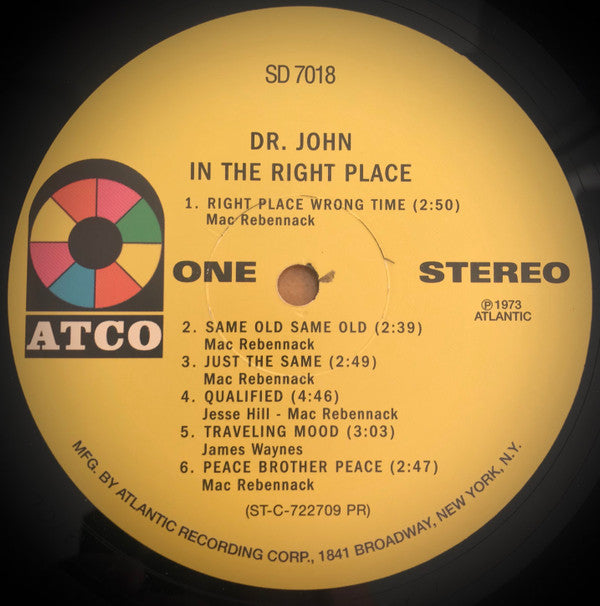 SD 7018
DR. JOHN
IN THE RIGHT PLACE
1. RIGHT PLACE WRONG TIME (2:50)
Mac Rebennack
ONE
STEREO
Ⓟ1973
ATLANTIC
ATCO
2. SAME OLD SAME OLD (2:39)
Mac Rebennack
3. JUST THE SAME (2:49)
Mac Rebennack
4. QUALIFIED (4:46)
Jesse Hill - Mac Rebennack
5. TRAVELING MOOD (3:03)
James Waynes
6. PEACE BROTHER PEACE (2:47)
Mac Rebennack
(ST-C-722709 PR)
MFG. BY ATLANTIC RECORDING CORP., 1841 BROADWAY, NEW YORK, N.Y.